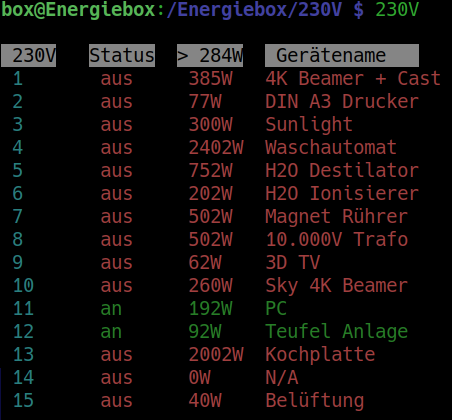 box@Energiebox:/Energiebox/230V $ 230V
230V Status > 284W Gerätename
1 aus 385W 4K Beamer + Cast
2 aus 77W DIN A3 Drucker
3 aus 300W Sunlight
4 aus 2402W Waschautomat
5 aus 752W H2O Destilator
6 aus 202W H2O Ionisierer
7 aus 502W Magnet Rührer
8 aus 502W 10.000V Trafo
9 aus 62W 3D TV
10 aus 260W Sky 4K Beamer
11 an 192W PC
12 an 92W Teufel Anlage
13 aus 2002W Kochplatte
14 aus 0W N/A
15 aus 40W Belüftung